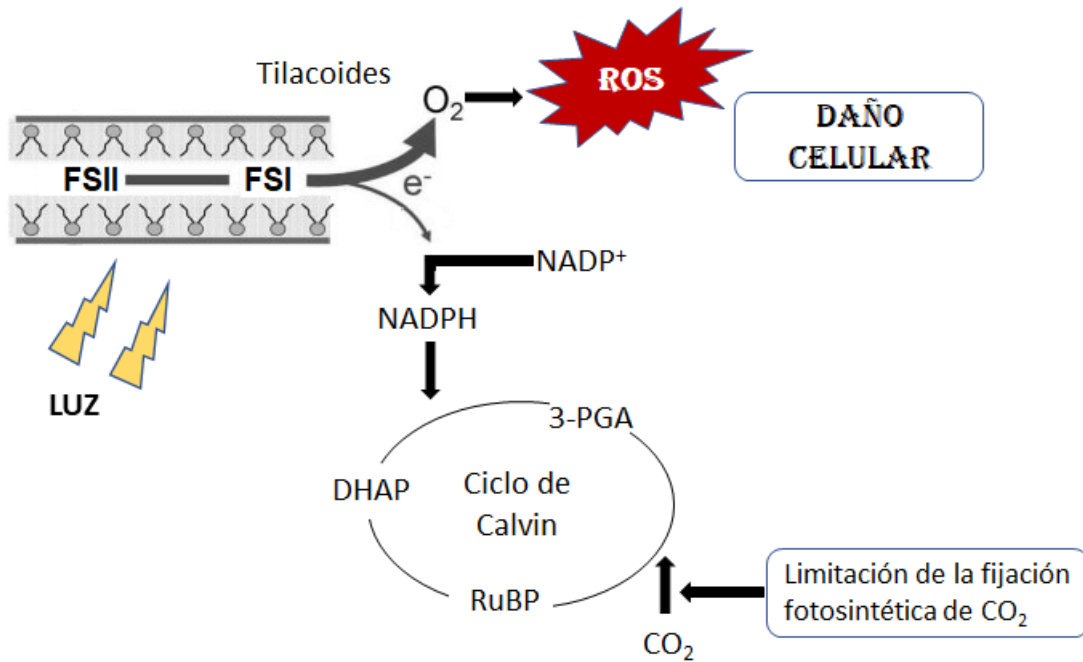 Tilacoides
O₂
ROS
DAÑO
CELULAR
FSII
FSI
e⁻
NADP⁺
NADPH
LUZ
3-PGA
DHAP
Ciclo de
Calvin
RuBP
CO₂
Limitación de la fijación
fotosintética de CO₂